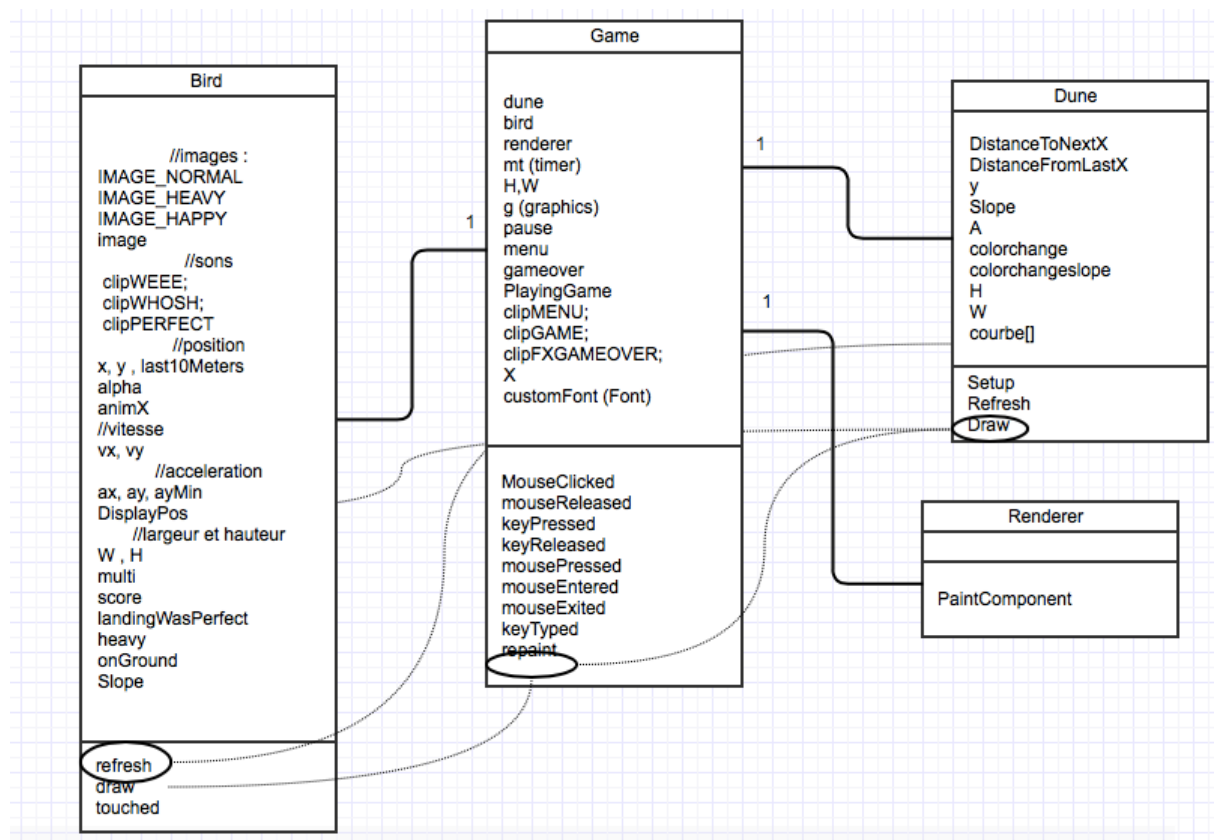 Bird
//images :
IMAGE_NORMAL
IMAGE_HEAVY
IMAGE_HAPPY
image
//sons
clipWEEE;
clipWHOSH;
clipPERFECT
//position
x, y , last10Meters
alpha
animX
//vitesse
vx, vy
//acceleration
ax, ay, ayMin
DisplayPos
//largeur et hauteur
W , H
multi
score
landingWasPerfect
heavy
onGround
Slope
refresh
draw
touched
1
Game
dune
bird
renderer
mt (timer)
H,W
g (graphics)
pause
menu
gameover
PlayingGame
clipMENU;
clipGAME;
clipFXGAMEOVER;
X
customFont (Font)
MouseClicked
mouseReleased
keyPressed
keyReleased
mousePressed
mouseEntered
mouseExited
keyTyped
repaint
1
1
Dune
DistanceToNextX
DistanceFromLastX
y
Slope
A
colorchange
colorchangeslope
H
W
courbe[]
Setup
Refresh
Draw
Renderer
PaintComponent